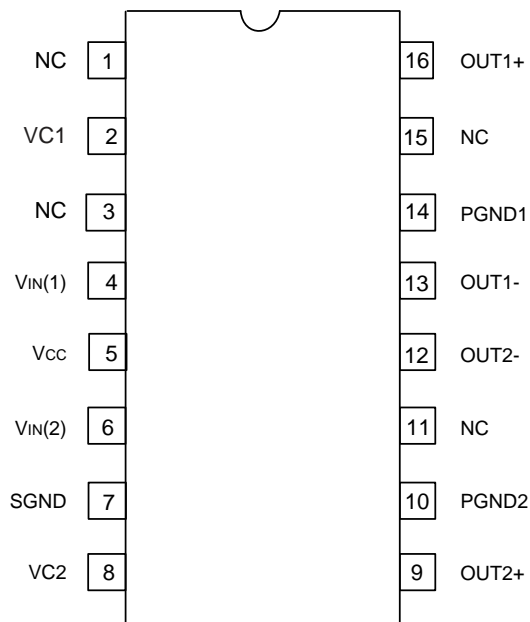 NC 1 16 OUT1+
VC1 2 15 NC
NC 3 14 PGND1
VIN(1) 4 13 OUT1-
VCC 5 12 OUT2-
VIN(2) 6 11 NC
SGND 7 10 PGND2
VC2 8 9 OUT2+